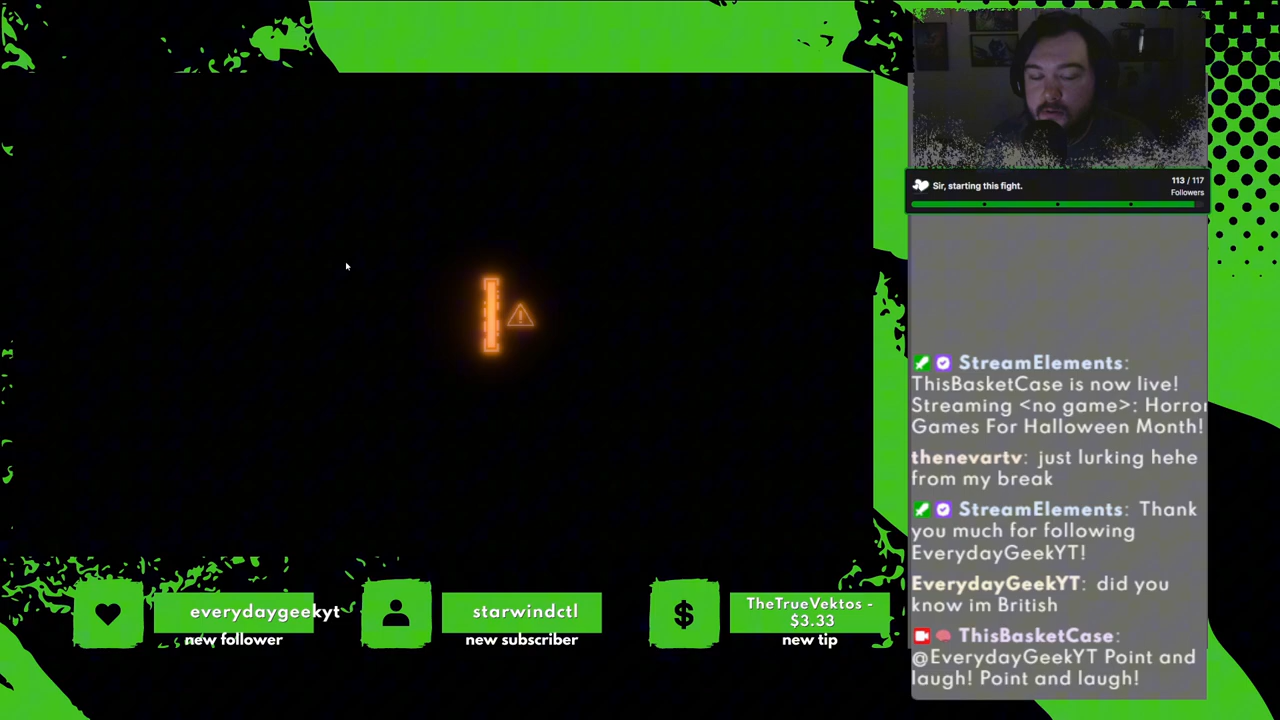 Sir, starting this fight.
113 / 117
Followers
StreamElements:
ThisBasketCase is now live!
Streaming <no game>: Horror
Games For Halloween Month!
thenevartv: just lurking hehe
from my break
StreamElements: Thank
you much for following
EverydayGeekYT!
EverydayGeekYT: did you
know im British
ThisBasketCase:
@EverydayGeekYT Point and
laugh! Point and laugh!
everydaygeekyt
new follower
starwindctl
new subscriber
TheTrueVektos -
$3.33
new tip